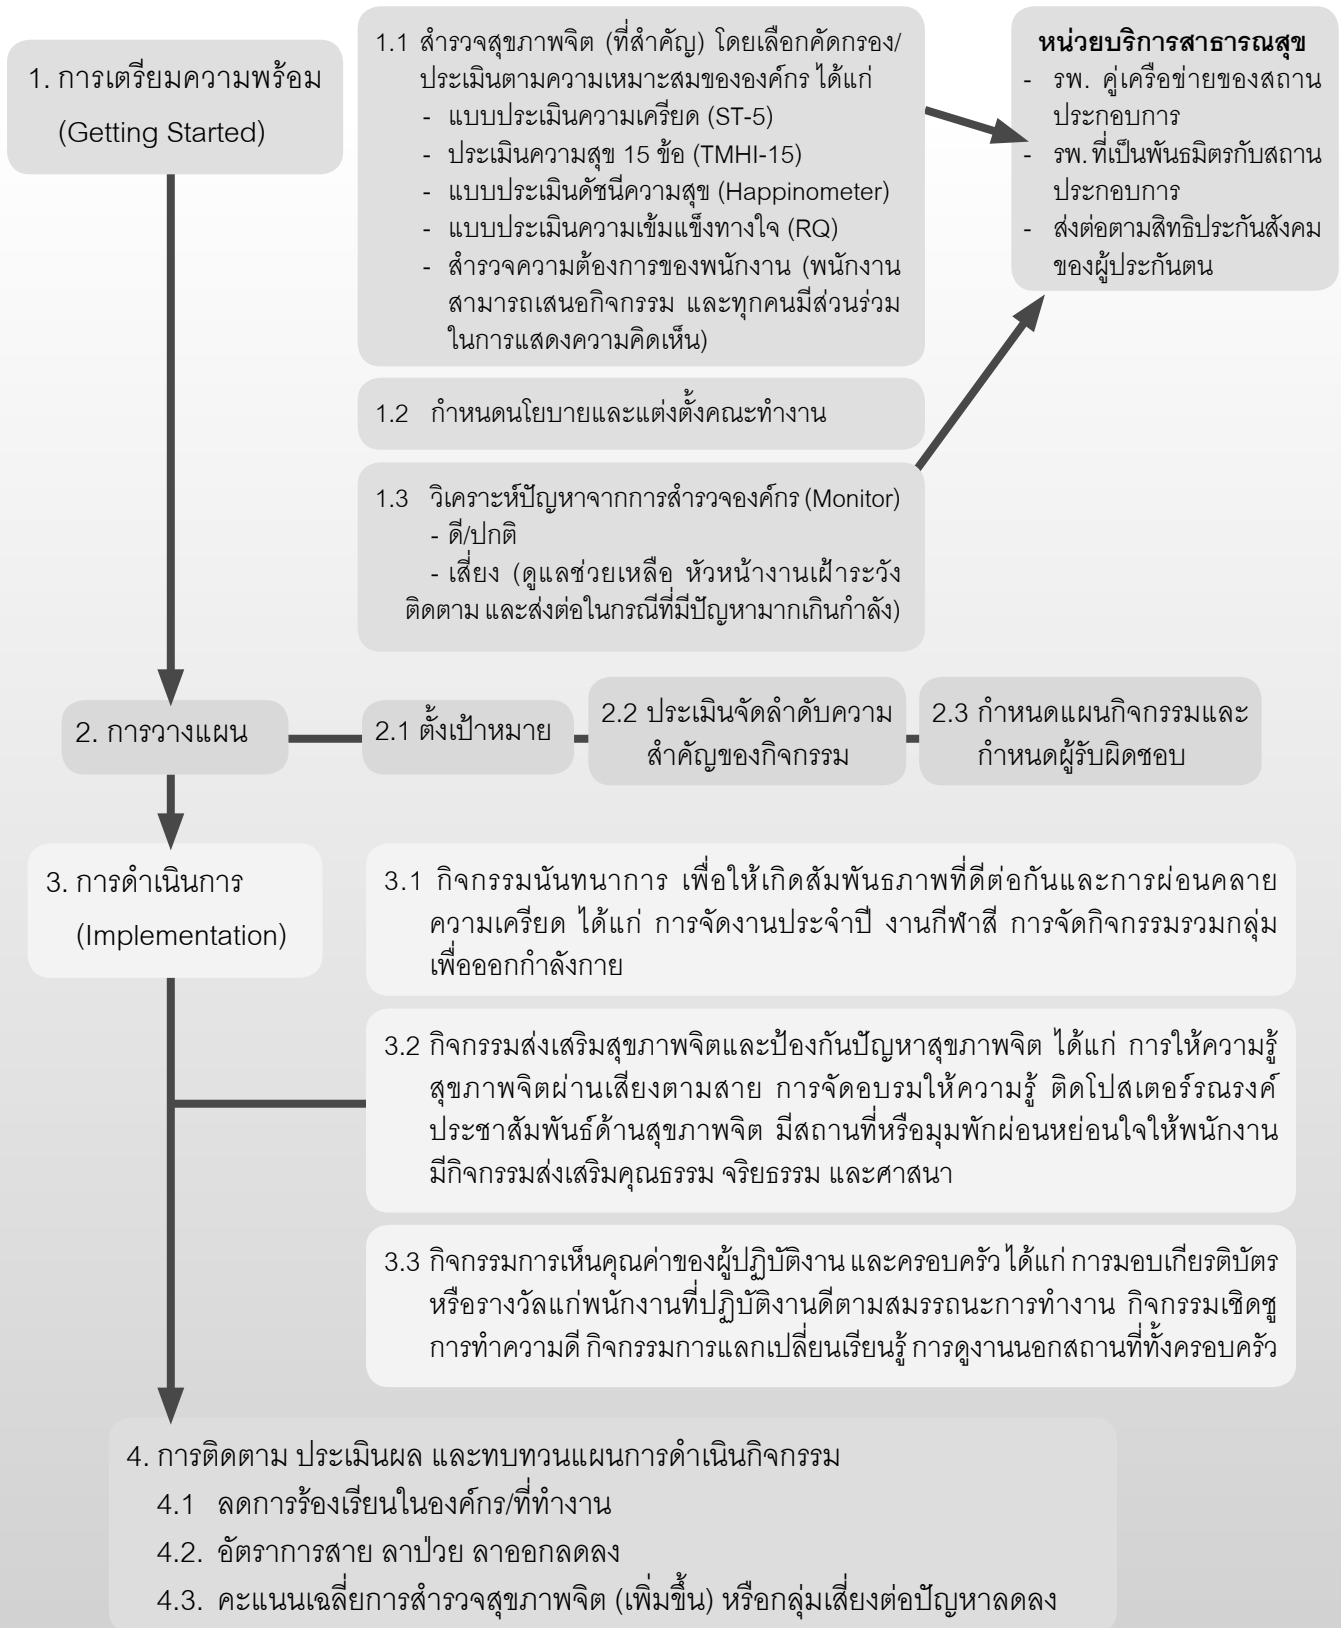 1. การเตรียมความพร้อม
(Getting Started)
1.1 สำรวจสุขภาพจิต (ที่สำคัญ) โดยเลือกคัดกรอง/
ประเมินตามความเหมาะสมขององค์กร ได้แก่
- แบบประเมินความเครียด (ST-5)
- ประเมินความสุข 15 ข้อ (TMHI-15)
- แบบประเมินดัชนีความสุข (Happinometer)
- แบบประเมินความเข้มแข็งทางใจ (RQ)
- สำรวจความต้องการของพนักงาน (พนักงาน
สามารถเสนอกิจกรรม และทุกคนมีส่วนร่วม
ในการแสดงความคิดเห็น)
หน่วยบริการสาธารณสุข
- รพ. คู่เครือข่ายของสถาน
ประกอบการ
- รพ. ที่เป็นพันธมิตรกับสถาน
ประกอบการ
- ส่งต่อตามสิทธิประกันสังคม
ของผู้ประกันตน
1.2 กำหนดนโยบายและแต่งตั้งคณะทำงาน
1.3 วิเคราะห์ปัญหาจากการสำรวจองค์กร (Monitor)
- ดี/ปกติ
- เสี่ยง (ดูแลช่วยเหลือ หัวหน้างานเฝ้าระวัง
ติดตาม และส่งต่อในกรณีที่มีปัญหามากเกินกำลัง)
2. การวางแผน
2.1 ตั้งเป้าหมาย
2.2 ประเมินจัดลำดับความ
สำคัญของกิจกรรม
2.3 กำหนดแผนกิจกรรมและ
กำหนดผู้รับผิดชอบ
3. การดำเนินการ
(Implementation)
3.1 กิจกรรมนันทนาการ เพื่อให้เกิดสัมพันธภาพที่ดีต่อกันและการผ่อนคลาย
ความเครียด ได้แก่ การจัดงานประจำปี งานกีฬาสี การจัดกิจกรรมรวมกลุ่ม
เพื่อออกกำลังกาย
3.2 กิจกรรมส่งเสริมสุขภาพจิตและป้องกันปัญหาสุขภาพจิต ได้แก่ การให้ความรู้
สุขภาพจิตผ่านเสียงตามสาย การจัดอบรมให้ความรู้ ติดโปสเตอร์รณรงค์
ประชาสัมพันธ์ด้านสุขภาพจิต มีสถานที่หรือมุมพักผ่อนหย่อนใจให้พนักงาน
มีกิจกรรมส่งเสริมคุณธรรม จริยธรรม และศาสนา
3.3 กิจกรรมการเห็นคุณค่าของผู้ปฏิบัติงาน และครอบครัว ได้แก่ การมอบเกียรติบัตร
หรือรางวัลแก่พนักงานที่ปฏิบัติงานดีตามสมรรถนะการทำงาน กิจกรรมเชิดชู
การทำความดี กิจกรรมการแลกเปลี่ยนเรียนรู้ การดูงานนอกสถานที่ทั้งครอบครัว
4. การติดตาม ประเมินผล และทบทวนแผนการดำเนินกิจกรรม
4.1 ลดการร้องเรียนในองค์กร/ที่ทำงาน
4.2. อัตราการสาย ลาป่วย ลาออกลดลง
4.3. คะแนนเฉลี่ยการสำรวจสุขภาพจิต (เพิ่มขึ้น) หรือกลุ่มเสี่ยงต่อปัญหาลดลง